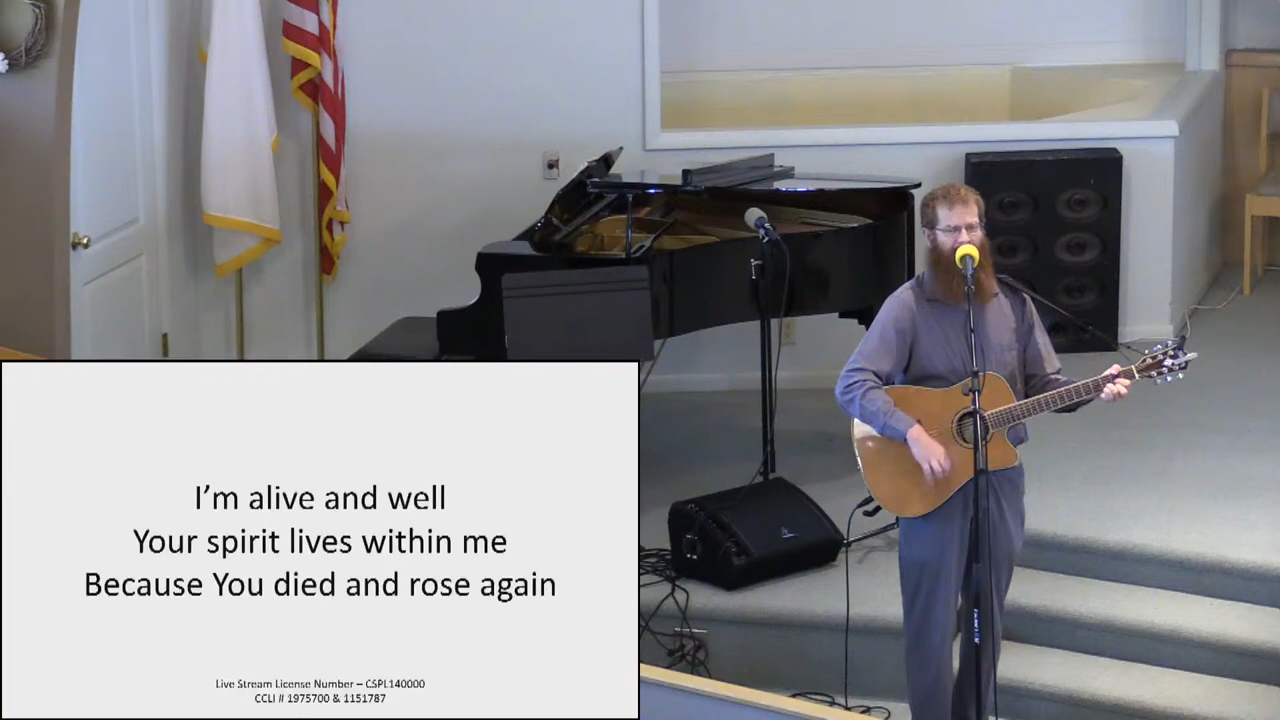 I'm alive and well
Your spirit lives within me
Because You died and rose again
Live Stream License Number – CSPL140000
CCLI # 1975700 & 1151787